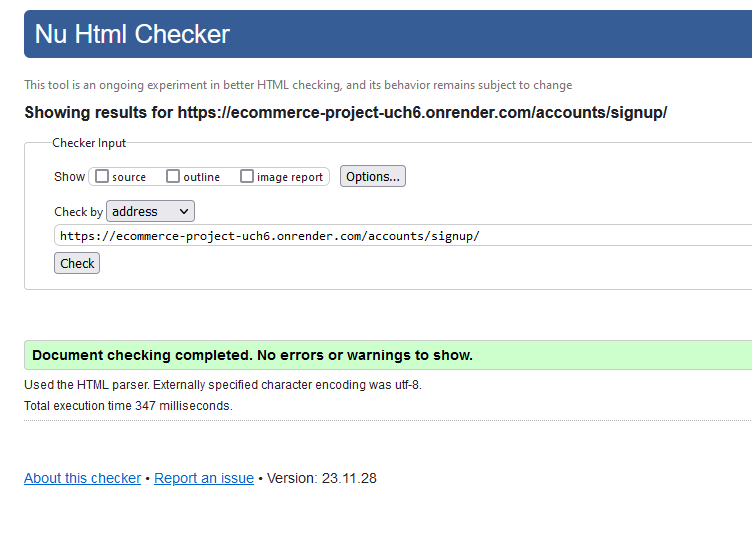 Nu Html Checker
This tool is an ongoing experiment in better HTML checking, and its behavior remains subject to change
Showing results for https://ecommerce-project-uch6.onrender.com/accounts/signup/
Checker Input
Show source outline image report Options...
Check by address
https://ecommerce-project-uch6.onrender.com/accounts/signup/
Check
Document checking completed. No errors or warnings to show.
Used the HTML parser. Externally specified character encoding was utf-8.
Total execution time 347 milliseconds.
About this checker • Report an issue • Version: 23.11.28